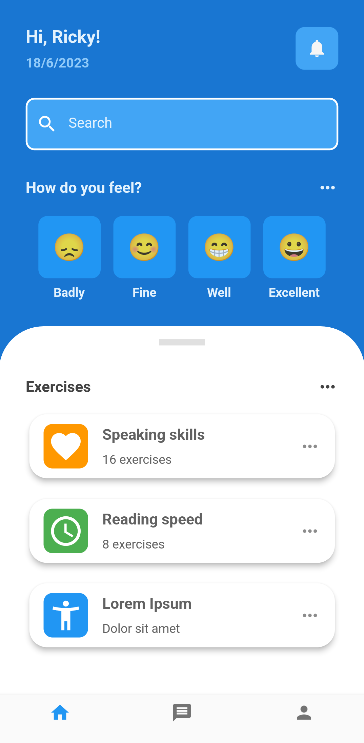 Hi, Ricky!
18/6/2023
Search
How do you feel?
Badly
Fine
Well
Excellent
Exercises
Speaking skills
16 exercises
Reading speed
8 exercises
Lorem Ipsum
Dolor sit amet